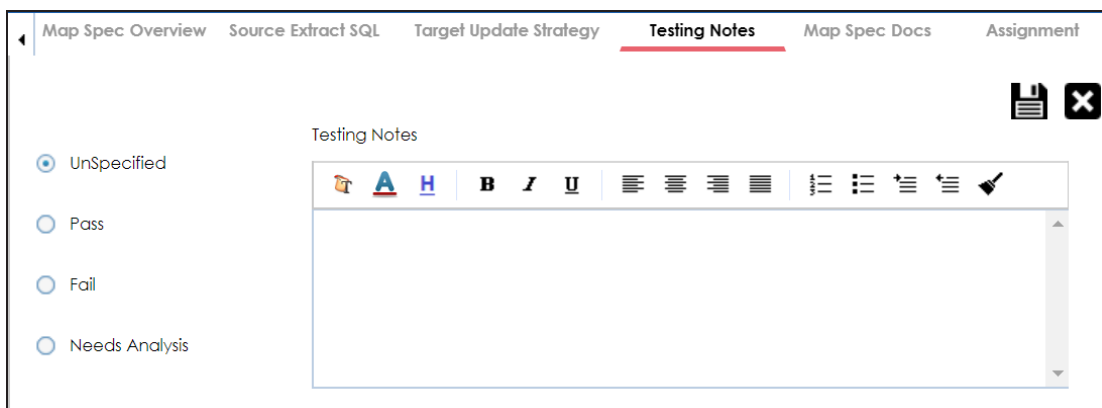 Map Spec Overview Source Extract SQL Target Update Strategy Testing Notes Map Spec Docs Assignment
Testing Notes
UnSpecified
A H B I U
Pass
Fail
Needs Analysis